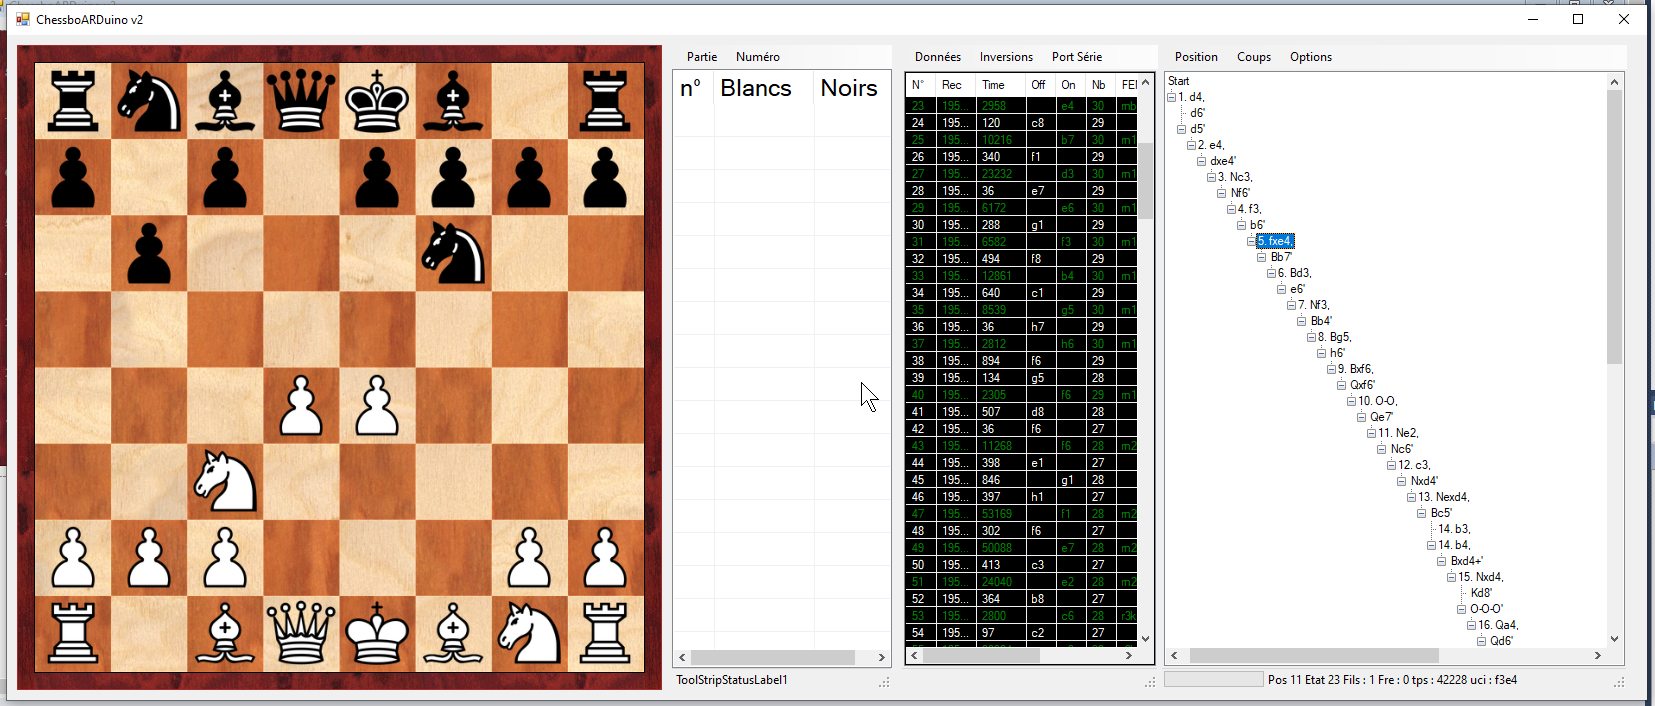 ChessboARDuino v2
Partie Numéro
n° Blancs Noirs
ToolStripStatusLabel1
Données Inversions Port Série
N° Rec Time Off On Nb FEI
23 195... 2958 e4 30 mb
24 195... 120 c8 29
25 195... 10216 b7 30 m1
26 195... 340 f1 29
27 195... 23232 d3 30 m1
28 195... 36 e7 29
29 195... 6172 e6 30 m1
30 195... 288 g1 29
31 195... 6582 f3 30 m1
32 195... 494 f8 29
33 195... 12861 b4 30 m1
34 195... 640 c1 29
35 195... 8539 g5 30 m1
36 195... 36 h7 29
37 195... 2812 h6 30 m1
38 195... 894 f6 29
39 195... 134 g5 28
40 195... 2305 f6 29 m1
41 195... 507 d8 28
42 195... 36 f6 28
43 195... 11268 f6 28 m2
44 195... 398 e1 27
45 195... 846 g1 28
46 195... 397 h1 27
47 195... 53169 f1 28 m2
48 195... 302 f6 27
49 195... 50088 e7 28 m2
50 195... 413 c3 27
51 195... 24040 e2 28 m2
52 195... 364 b8 27
53 195... 2800 c6 28 r3k
54 195... 97 c2 27
Position Coups Options
Start
1. d4,
d6'
d5'
2. e4,
dxe4'
3. Nc3,
Nf6'
4. f3,
b6'
5. fxe4,
Bb7'
6. Bd3,
e6'
7. Nf3,
Bb4'
8. Bg5,
h6'
9. Bxf6,
Qxf6'
10. O-O,
Qe7'
11. Ne2,
Nc6'
12. c3,
Nxd4'
13. Nexd4,
Bc5'
14. b3,
14. b4,
Bxd4+'
15. Nxd4,
Kd8'
O-O-O'
16. Qa4,
Qd6'
Pos 11 Etat 23 Fils : 1 Fre : 0 tps : 42228 uci : f3e4